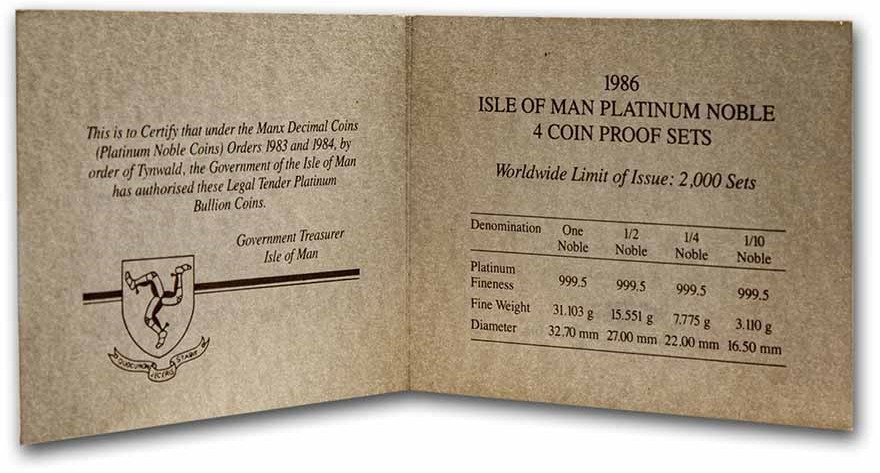 This is to Certify that under the Manx Decimal Coins
(Platinum Noble Coins) Orders 1983 and 1984, by
order of Tynwald, the Government of the Isle of Man
has authorised these Legal Tender Platinum
Bullion Coins.
Government Treasurer
Isle of Man
QUOCUNQUE
JECERIS
STABIT
1986
ISLE OF MAN PLATINUM NOBLE
4 COIN PROOF SETS
Worldwide Limit of Issue: 2,000 Sets
Denomination One Noble 1/2 Noble 1/4 Noble 1/10 Noble
Platinum Fineness 999.5 999.5 999.5 999.5
Fine Weight 31.103 g 15.551 g 7.775 g 3.110 g
Diameter 32.70 mm 27.00 mm 22.00 mm 16.50 mm